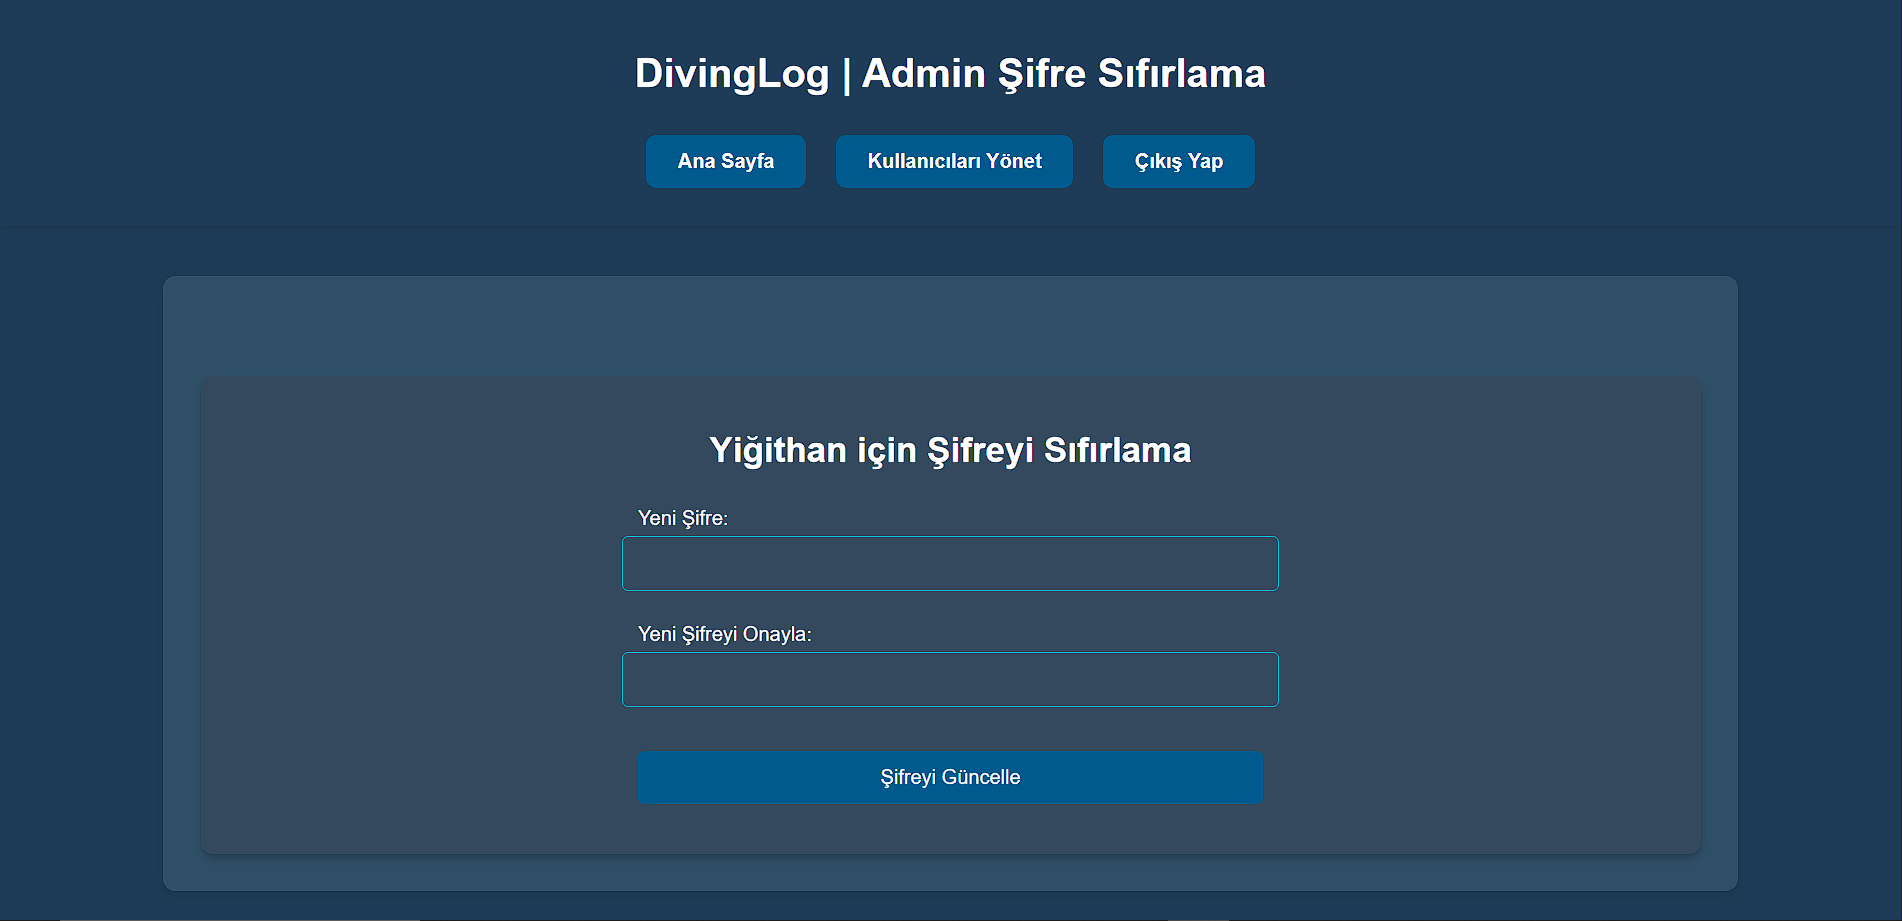 DivingLog | Admin Şifre Sıfırlama
Ana Sayfa Kullanıcıları Yönet Çıkış Yap
Yiğithan için Şifreyi Sıfırlama
Yeni Şifre:
Yeni Şifreyi Onayla:
Şifreyi Güncelle